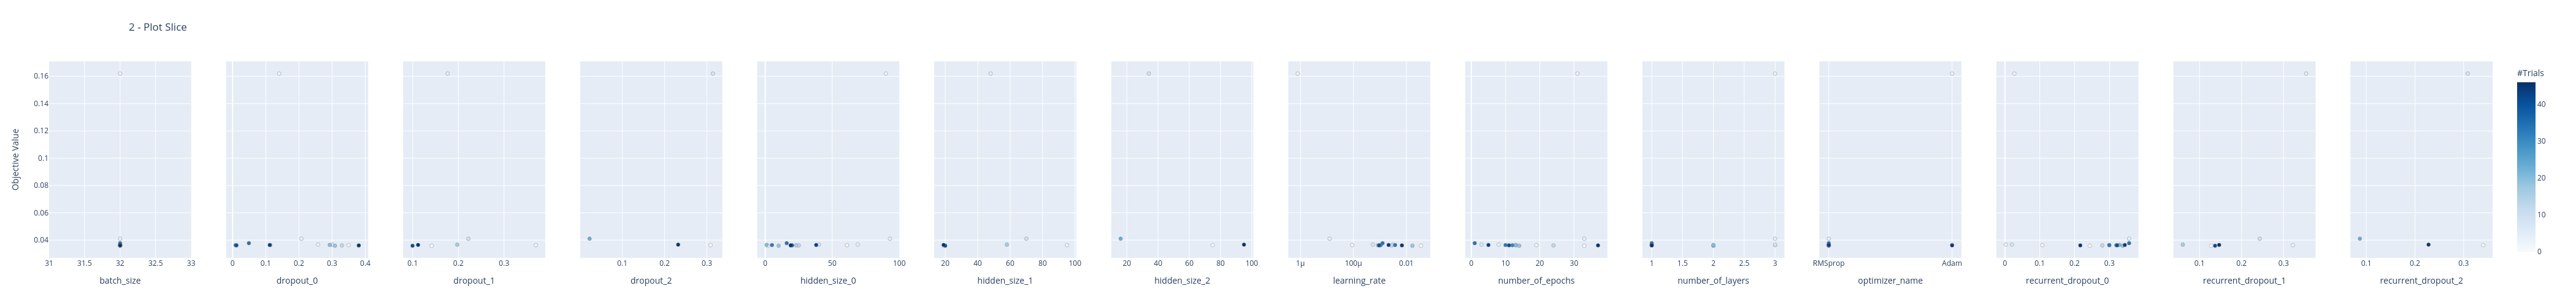 2 - Plot Slice
Objective Value
0.16
0.14
0.12
0.1
0.08
0.06
0.04
31 31.5 32 32.5 33
batch_size
0 0.1 0.2 0.3 0.4
dropout_0
0.1 0.2 0.3
dropout_1
0.1 0.2 0.3
dropout_2
0 50 100
hidden_size_0
20 40 60 80 100
hidden_size_1
20 40 60 80 100
hidden_size_2
1μ 100μ 0.01
learning_rate
0 10 20 30
number_of_epochs
1 1.5 2 2.5 3
number_of_layers
RMSprop Adam
optimizer_name
0 0.1 0.2 0.3
recurrent_dropout_0
0.1 0.2 0.3
recurrent_dropout_1
0.1 0.2 0.3
recurrent_dropout_2
#Trials
40
30
20
10
0